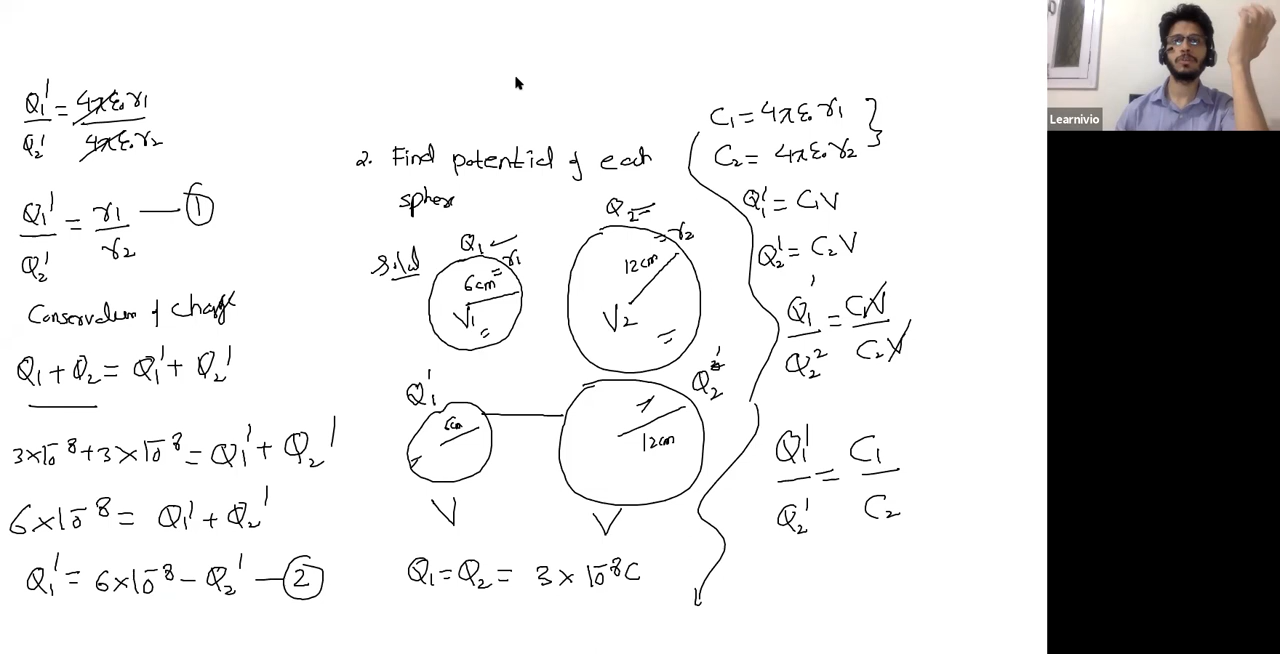 Q₁'/Q₂' = 4πε₀r₁/4πε₀r₂
Q₁'/Q₂' = r₁/r₂ — ①
Conservation of charge
Q₁ + Q₂ = Q₁' + Q₂'
3×10⁻⁸ + 3×10⁻⁸ = Q₁' + Q₂'
6×10⁻⁸ = Q₁' + Q₂'
Q₁' = 6×10⁻⁸ − Q₂' — ②
2. Find potential of each
sphere
Solⁿ
Q₁
r₁
6cm
V₁
Q₂
r₂
12cm
V₂
Q₁'
6cm
V
Q₂'
12cm
V
Q₁ = Q₂ = 3 × 10⁻⁸C
C₁ = 4πε₀r₁
C₂ = 4πε₀r₂
Q₁' = C₁V
Q₂' = C₂V
Q₁'/Q₂² = C₁V/C₂V
Q₁'/Q₂' = C₁/C₂
Learnivio